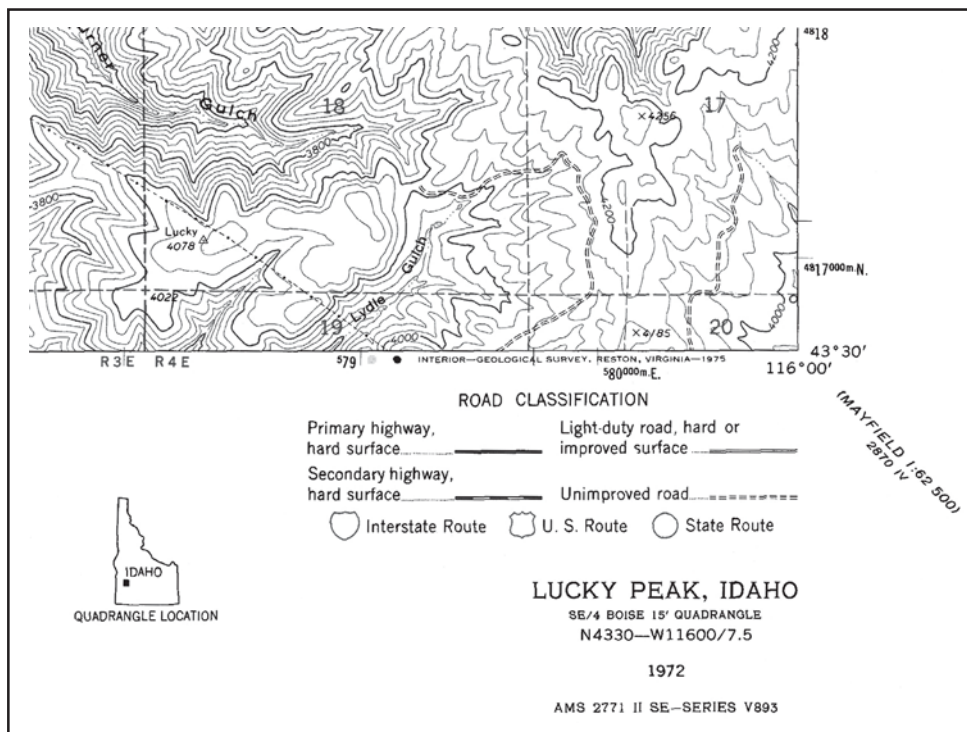 4818
4200
urner
Gulch
18
17
4256
3800
3800
Lucky
4078
4200
Gulch
4817000m.N.
4022
Lydle
19
4000
4185
20
4000
43°30'
R3E R4E
579
INTERIOR—GEOLOGICAL SURVEY, RESTON, VIRGINIA—1975
580000m.E.
116°00'
ROAD CLASSIFICATION
Primary highway, hard surface
Light-duty road, hard or improved surface
Secondary highway, hard surface
Unimproved road
Interstate Route
U. S. Route
State Route
(MAYFIELD 1:62 500)
2870 IV
IDAHO
QUADRANGLE LOCATION
LUCKY PEAK, IDAHO
SE/4 BOISE 15' QUADRANGLE
N4330—W11600/7.5
1972
AMS 2771 II SE—SERIES V893